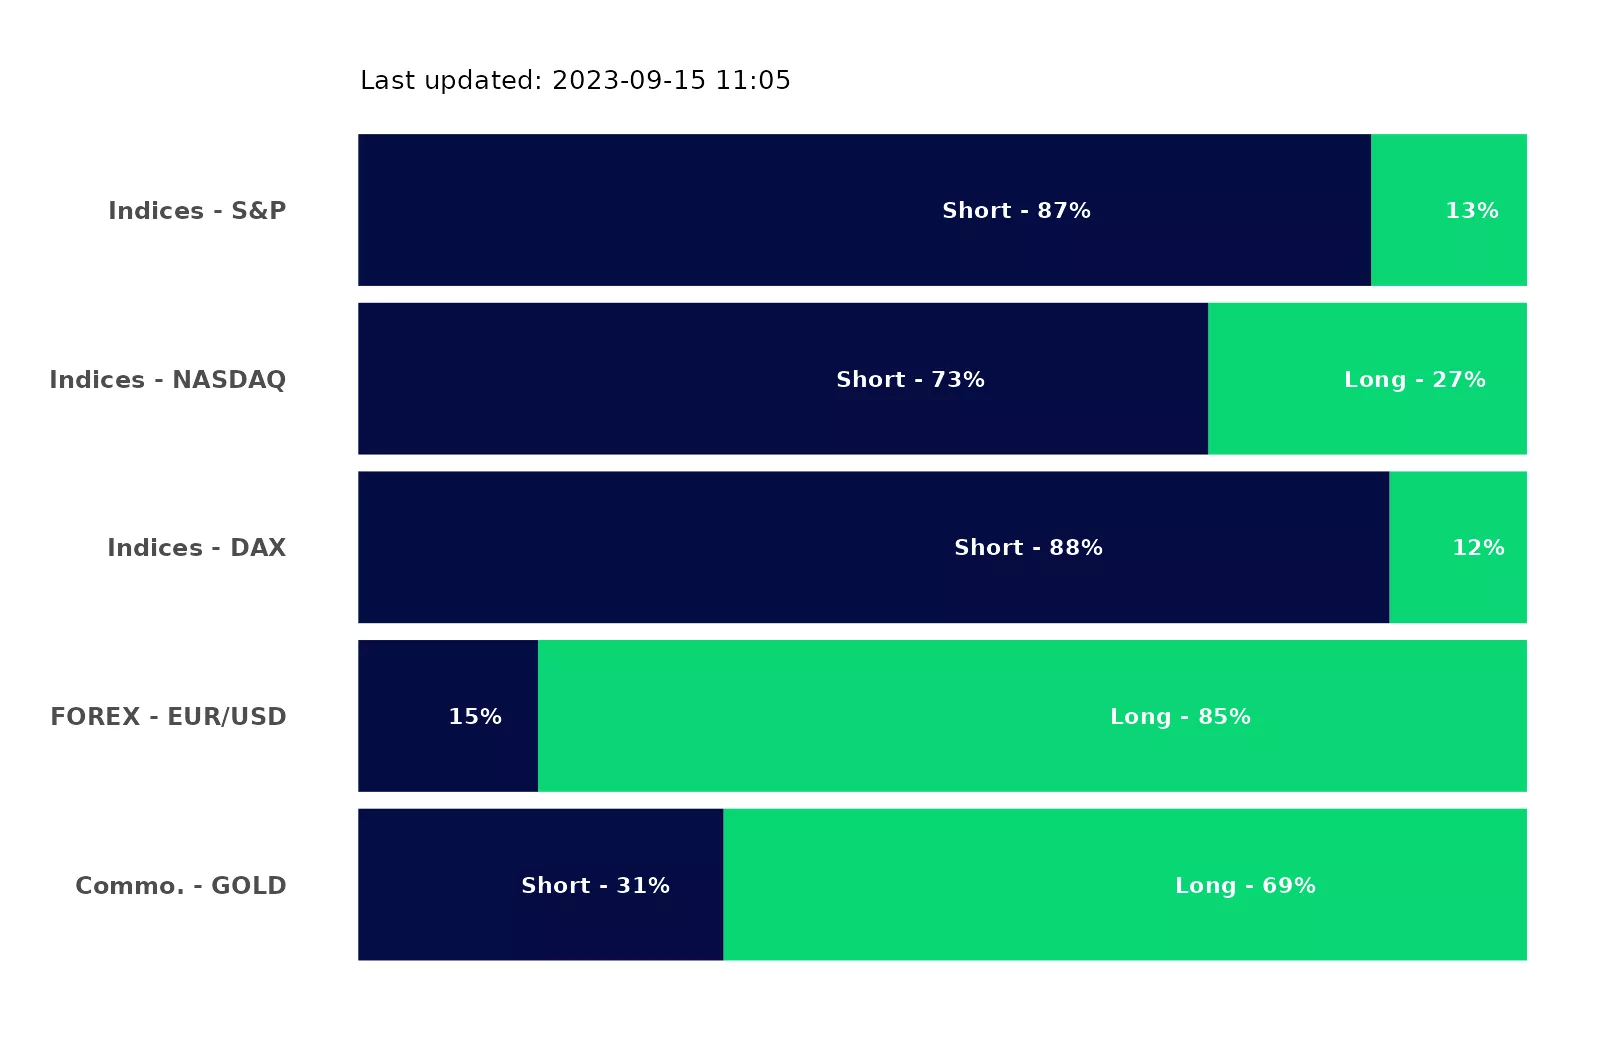 Last updated: 2023-09-15 11:05
Indices - S&P
Short - 87%
13%
Indices - NASDAQ
Short - 73%
Long - 27%
Indices - DAX
Short - 88%
12%
FOREX - EUR/USD
15%
Long - 85%
Commo. - GOLD
Short - 31%
Long - 69%